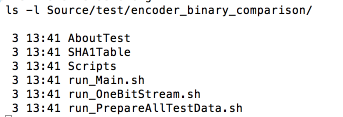 ls -l Source/test/encoder_binary_comparison/
3 13:41 AboutTest
3 13:41 SHA1Table
3 13:41 Scripts
3 13:41 run_Main.sh
3 13:41 run_OneBitStream.sh
3 13:41 run_PrepareAllTestData.sh